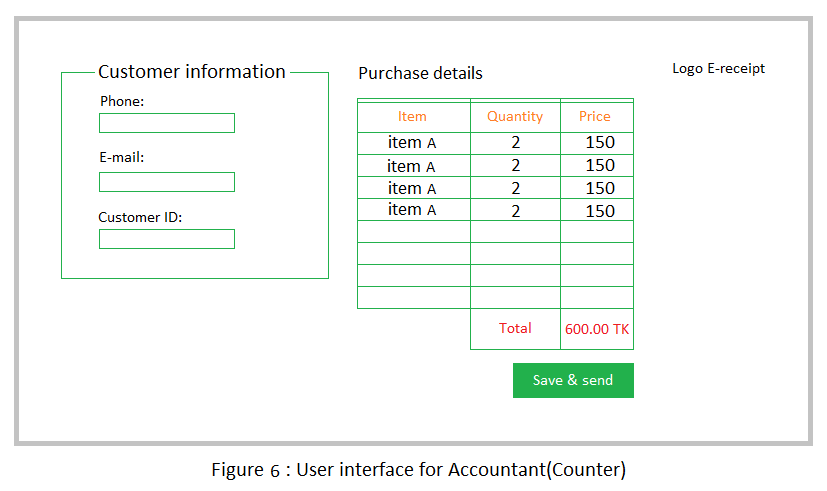 Customer information
Phone:
E-mail:
Customer ID:
Purchase details
Item Quantity Price
item A 2 150
item A 2 150
item A 2 150
item A 2 150
Total 600.00 TK
Save & send
Logo E-receipt
Figure 6 : User interface for Accountant(Counter)